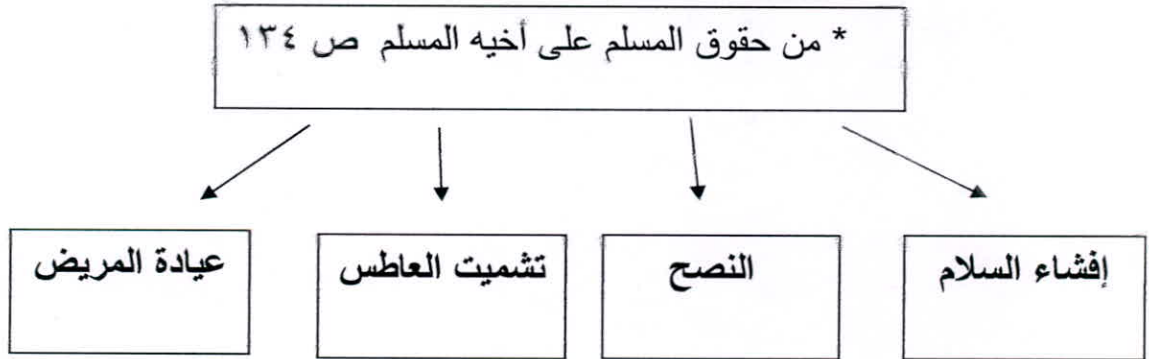 * من حقوق المسلم على أخيه المسلم ص ١٣٤
إفشاء السلام
النصح
تشميت العاطس
عيادة المريض